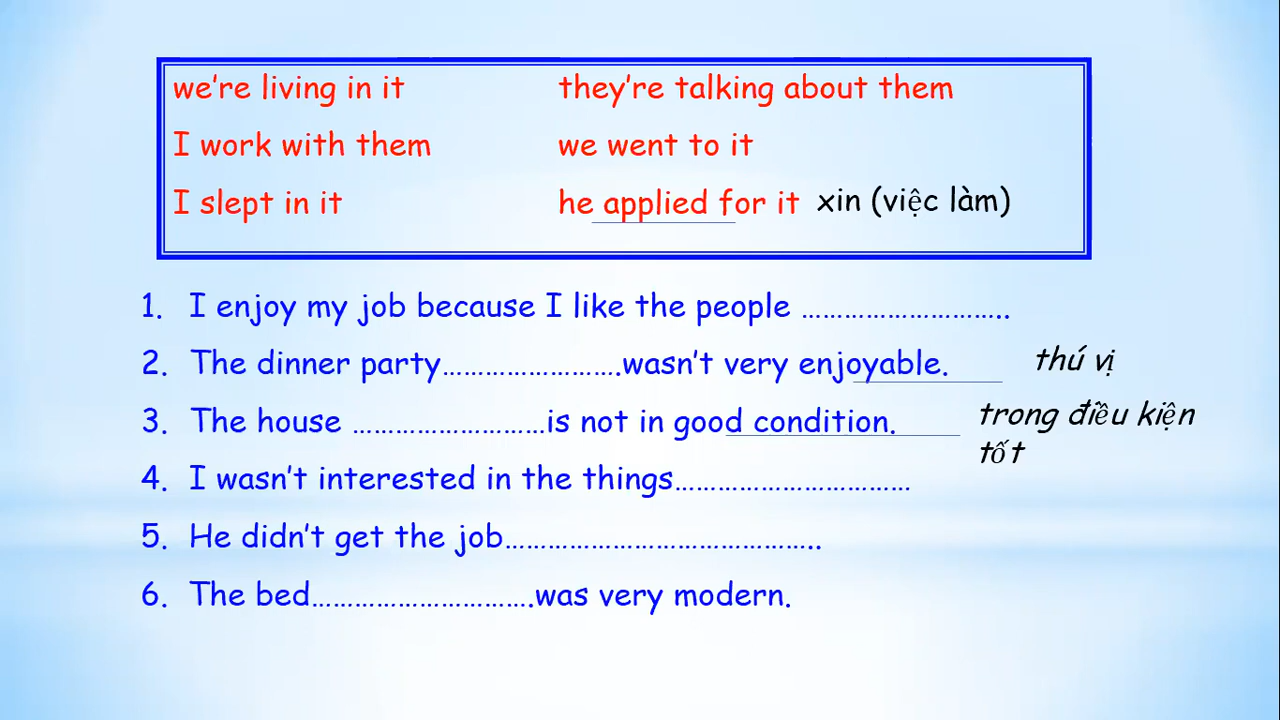 we're living in it they're talking about them
I work with them we went to it
I slept in it he applied for it xin (việc làm)
1. I enjoy my job because I like the people ……………………..
2. The dinner party…………………….wasn't very enjoyable. thú vị
3. The house ………………………is not in good condition. trong điều kiện tốt
4. I wasn't interested in the things……………………………
5. He didn't get the job…………………………………..
6. The bed………………………….was very modern.